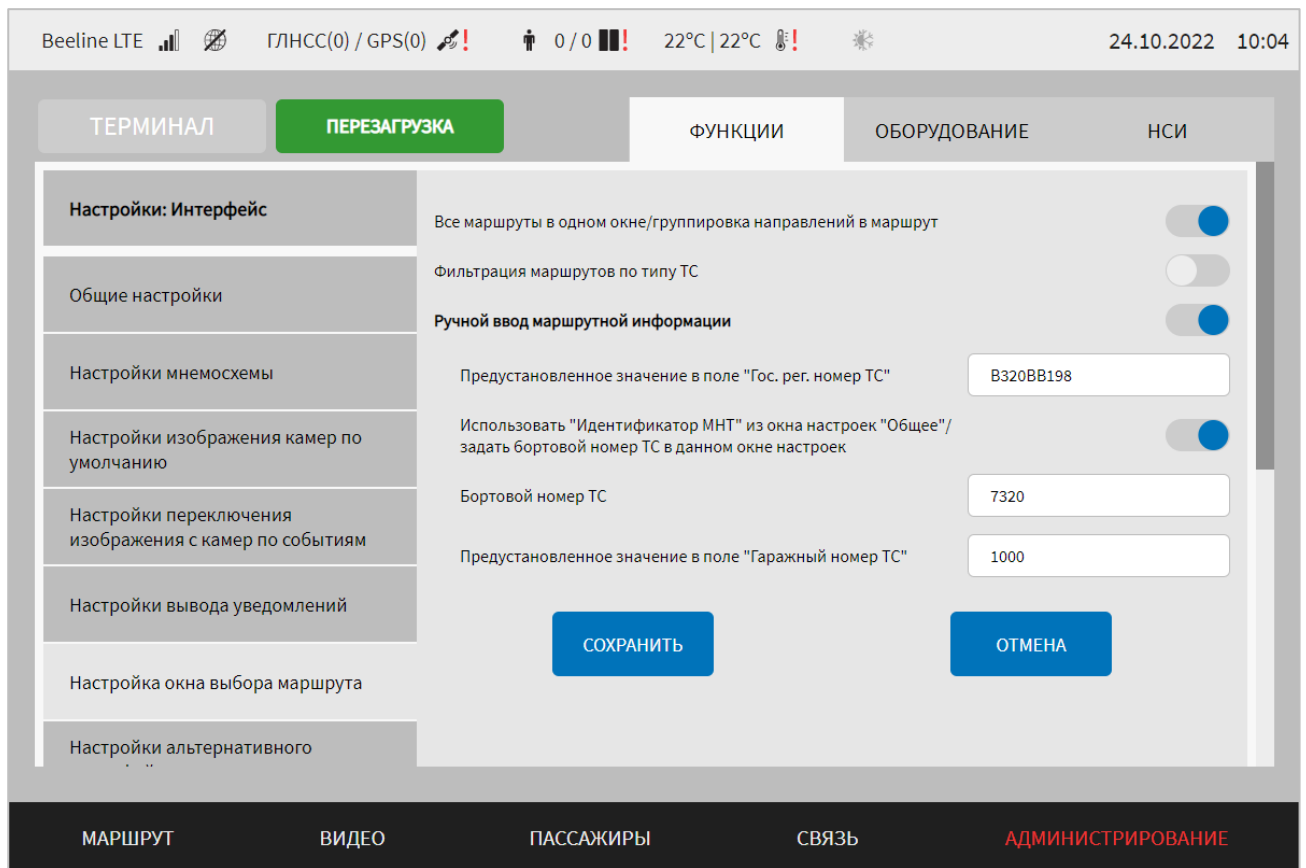 Beeline LTE ГЛНСС(0) / GPS(0) ! 0 / 0 ! 22°C | 22°C ! 24.10.2022 10:04
ТЕРМИНАЛ ПЕРЕЗАГРУЗКА ФУНКЦИИ ОБОРУДОВАНИЕ НСИ
Настройки: Интерфейс
Общие настройки
Настройки мнемосхемы
Настройки изображения камер по
умолчанию
Настройки переключения
изображения с камер по событиям
Настройки вывода уведомлений
Настройка окна выбора маршрута
Настройки альтернативного
Все маршруты в одном окне/группировка направлений в маршрут
Фильтрация маршрутов по типу ТС
Ручной ввод маршрутной информации
Предустановленное значение в поле "Гос. рег. номер ТС" В320ВВ198
Использовать "Идентификатор МНТ" из окна настроек "Общее"/
задать бортовой номер ТС в данном окне настроек
Бортовой номер ТС 7320
Предустановленное значение в поле "Гаражный номер ТС" 1000
СОХРАНИТЬ ОТМЕНА
МАРШРУТ ВИДЕО ПАССАЖИРЫ СВЯЗЬ АДМИНИСТРИРОВАНИЕ